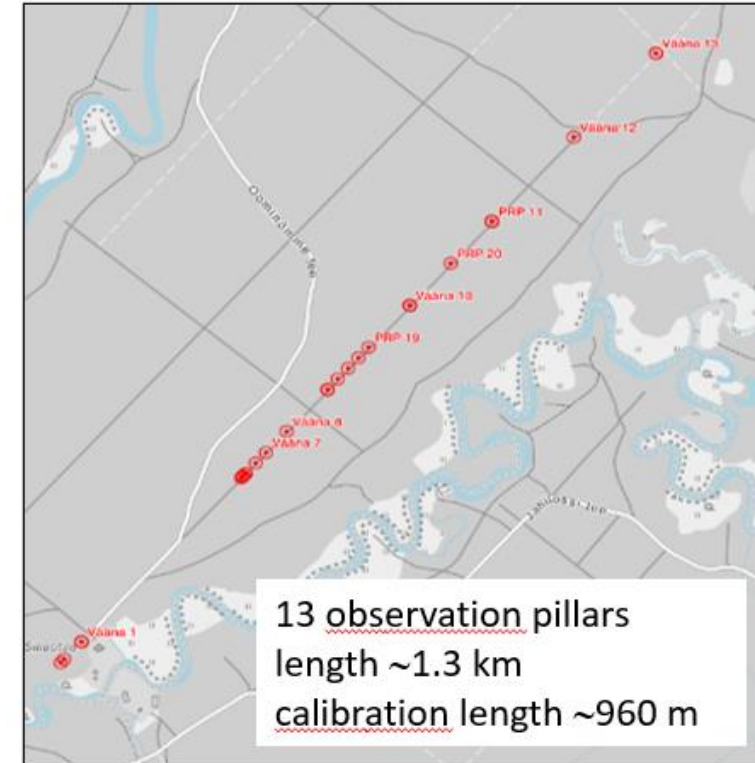 Vääna 13
Vääna 12
PRP 11
PRP 20
Vääna 18
PRP 19
Vääna 8
Vääna 7
Vääna 1
13 observation pillars
length ~1.3 km
calibration length ~960 m